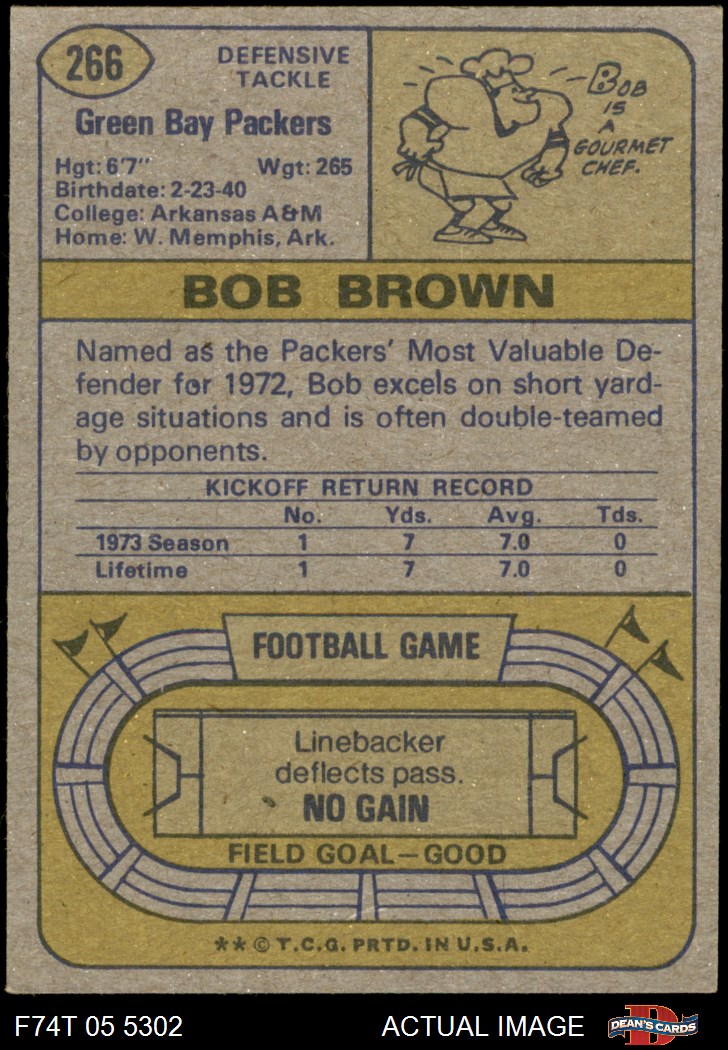 266
DEFENSIVE
TACKLE
Green Bay Packers
Hgt: 6'7" Wgt: 265
Birthdate: 2-23-40
College: Arkansas A&M
Home: W. Memphis, Ark.
BOB
IS
A
GOURMET
CHEF.
BOB BROWN
Named as the Packers' Most Valuable De-
fender for 1972, Bob excels on short yard-
age situations and is often double-teamed
by opponents.
KICKOFF RETURN RECORD
No. Yds. Avg. Tds.
1973 Season 1 7 7.0 0
Lifetime 1 7 7.0 0
FOOTBALL GAME
Linebacker
deflects pass.
NO GAIN
FIELD GOAL—GOOD
** © T.C.G. PRTD. IN U.S.A.
F74T 05 5302 ACTUAL IMAGE D DEAN'S CARDS